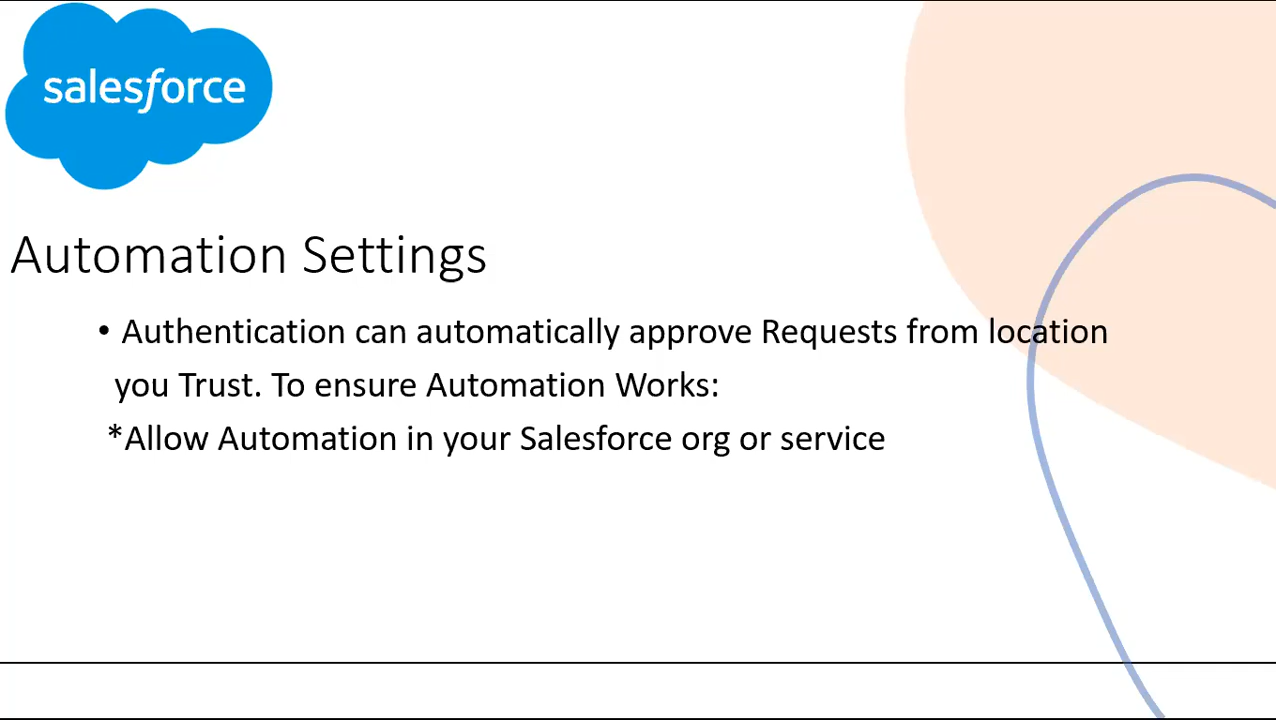 salesforce
Automation Settings
• Authentication can automatically approve Requests from location
you Trust. To ensure Automation Works:
*Allow Automation in your Salesforce org or service